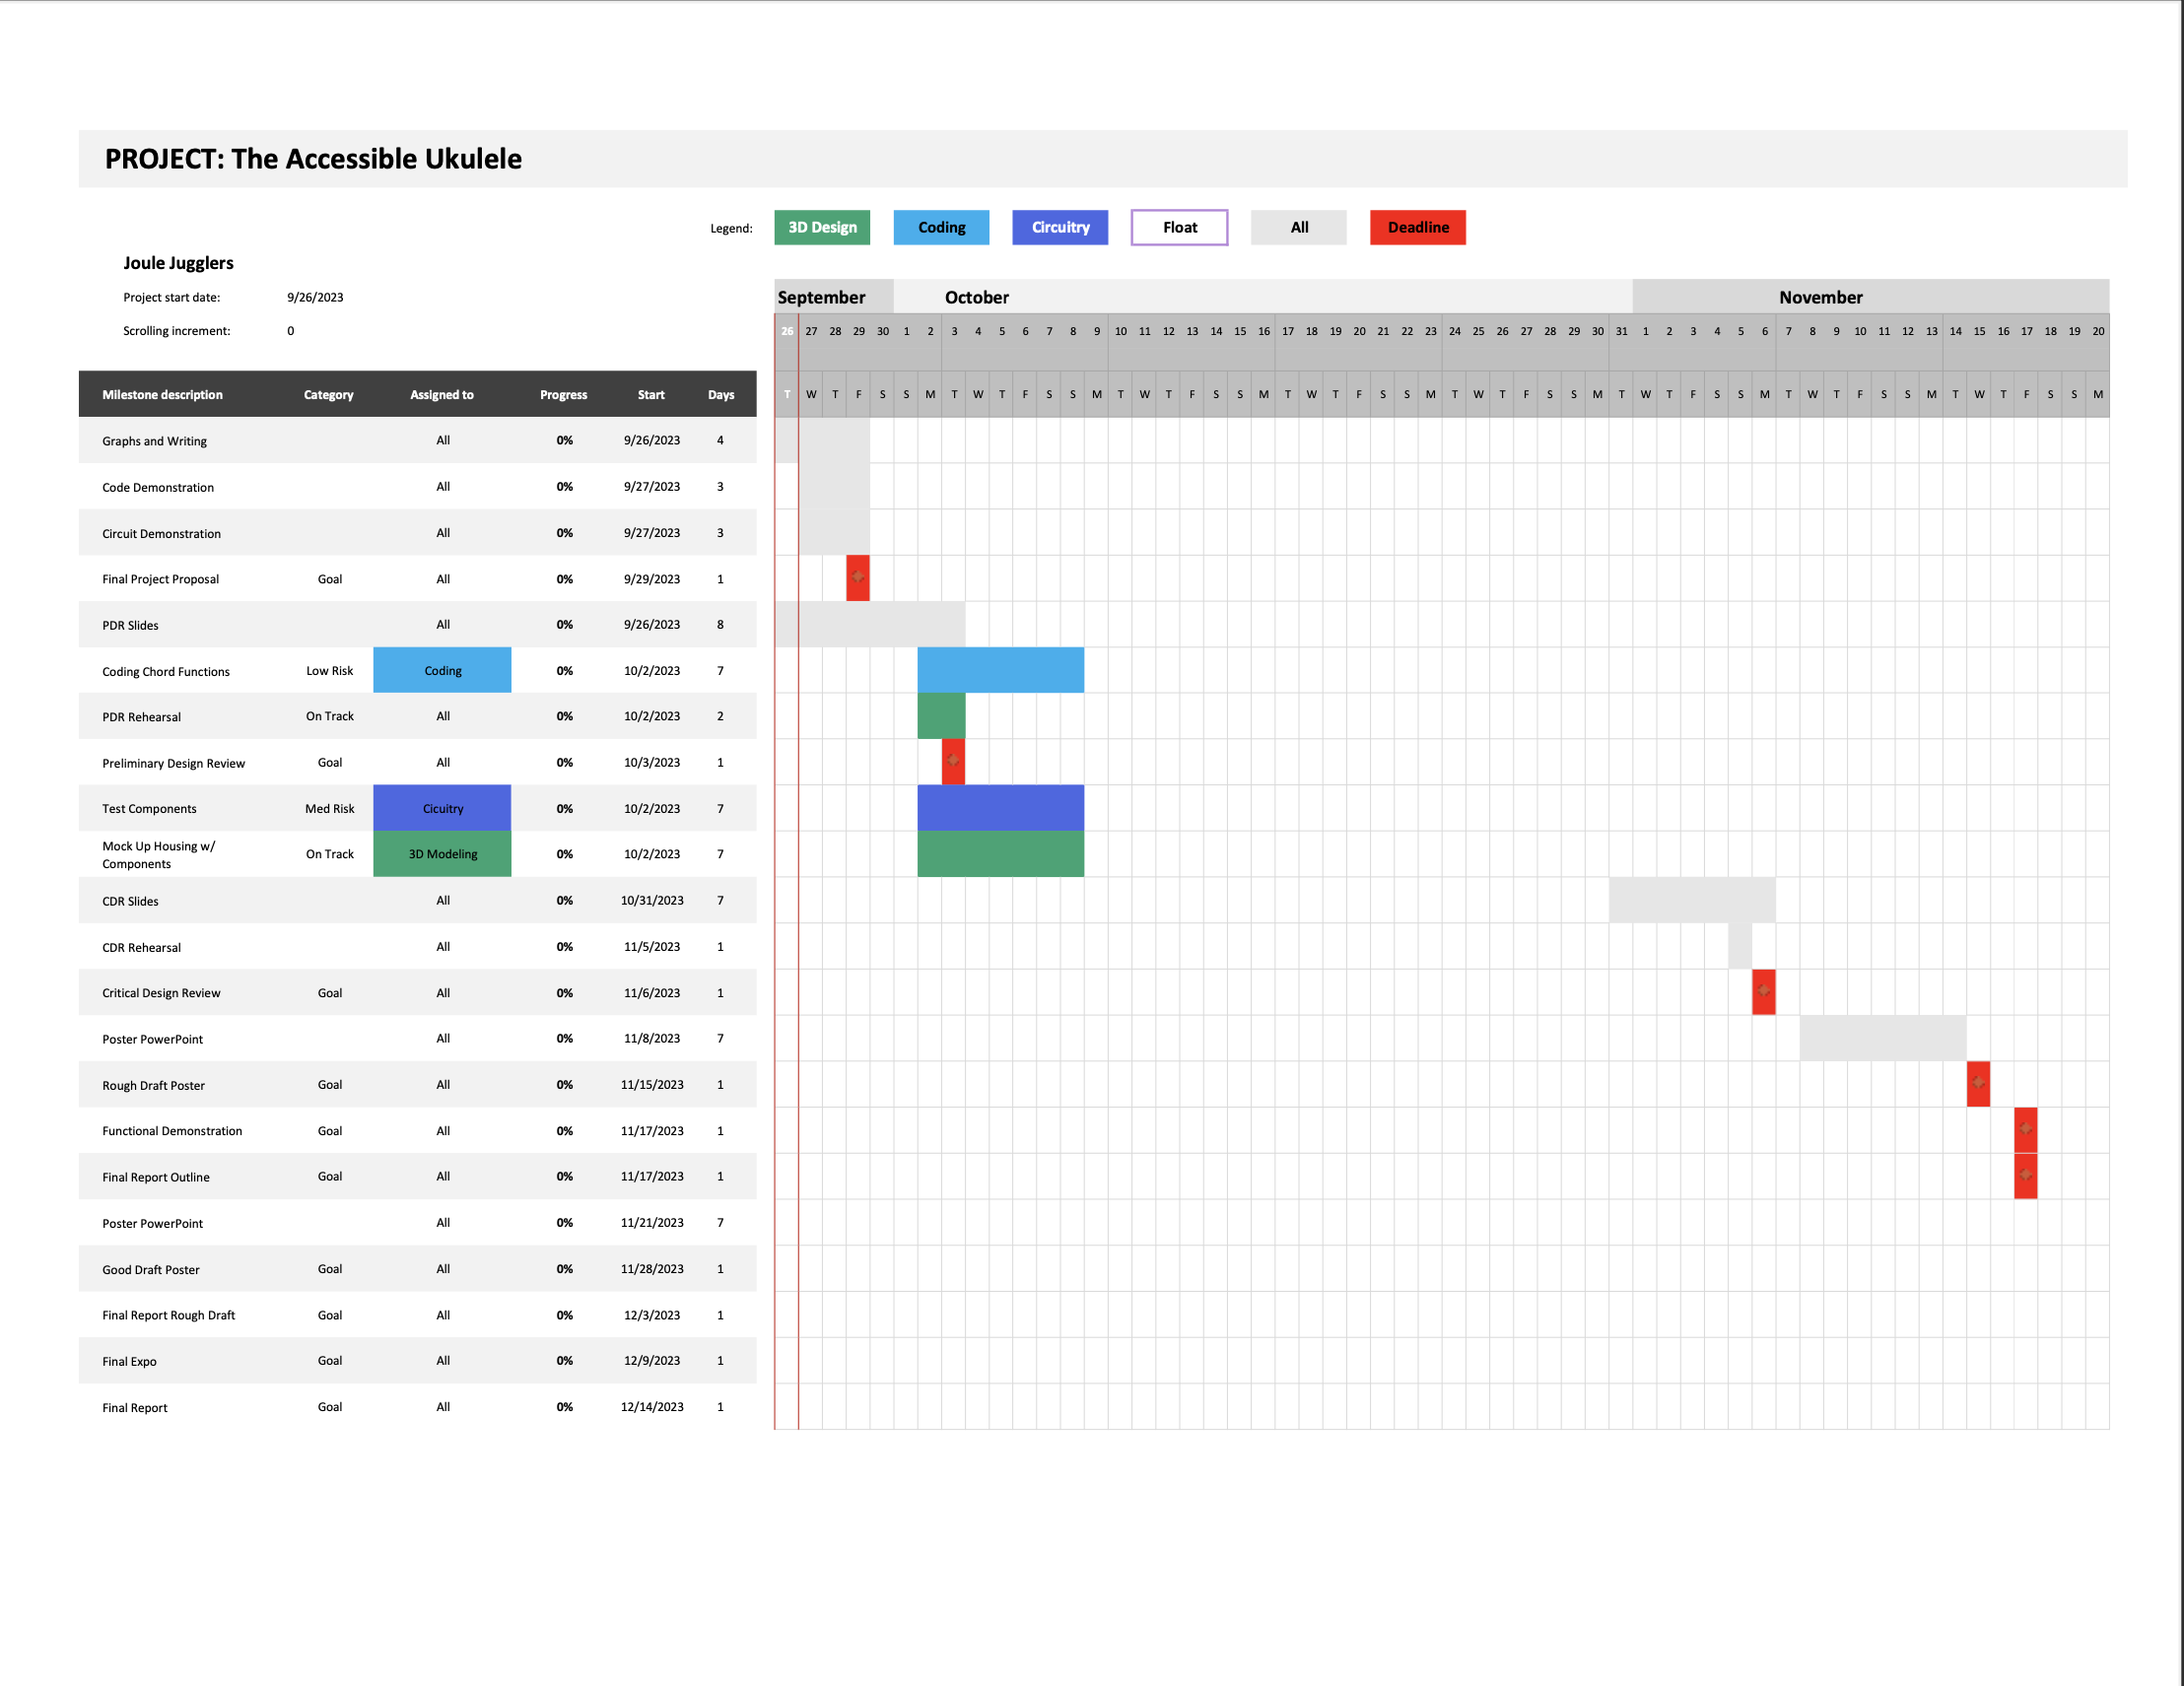 PROJECT: The Accessible Ukulele
Legend: 3D Design Coding Circuitry Float All Deadline
Joule Jugglers
Project start date: 9/26/2023
Scrolling increment: 0
September October November
26 27 28 29 30 1 2 3 4 5 6 7 8 9 10 11 12 13 14 15 16 17 18 19 20 21 22 23 24 25 26 27 28 29 30 31 1 2 3 4 5 6 7 8 9 10 11 12 13 14 15 16 17 18 19 20
Milestone description Category Assigned to Progress Start Days T W T F S S M T W T F S S M T W T F S S M T W T F S S M T W T F S S M T W T F S S M T W T F S S M T W T F S S M
Graphs and Writing All 0% 9/26/2023 4
Code Demonstration All 0% 9/27/2023 3
Circuit Demonstration All 0% 9/27/2023 3
Final Project Proposal Goal All 0% 9/29/2023 1
PDR Slides All 0% 9/26/2023 8
Coding Chord Functions Low Risk Coding 0% 10/2/2023 7
PDR Rehearsal On Track All 0% 10/2/2023 2
Preliminary Design Review Goal All 0% 10/3/2023 1
Test Components Med Risk Cicuitry 0% 10/2/2023 7
Mock Up Housing w/
Components On Track 3D Modeling 0% 10/2/2023 7
CDR Slides All 0% 10/31/2023 7
CDR Rehearsal All 0% 11/5/2023 1
Critical Design Review Goal All 0% 11/6/2023 1
Poster PowerPoint All 0% 11/8/2023 7
Rough Draft Poster Goal All 0% 11/15/2023 1
Functional Demonstration Goal All 0% 11/17/2023 1
Final Report Outline Goal All 0% 11/17/2023 1
Poster PowerPoint All 0% 11/21/2023 7
Good Draft Poster Goal All 0% 11/28/2023 1
Final Report Rough Draft Goal All 0% 12/3/2023 1
Final Expo Goal All 0% 12/9/2023 1
Final Report Goal All 0% 12/14/2023 1